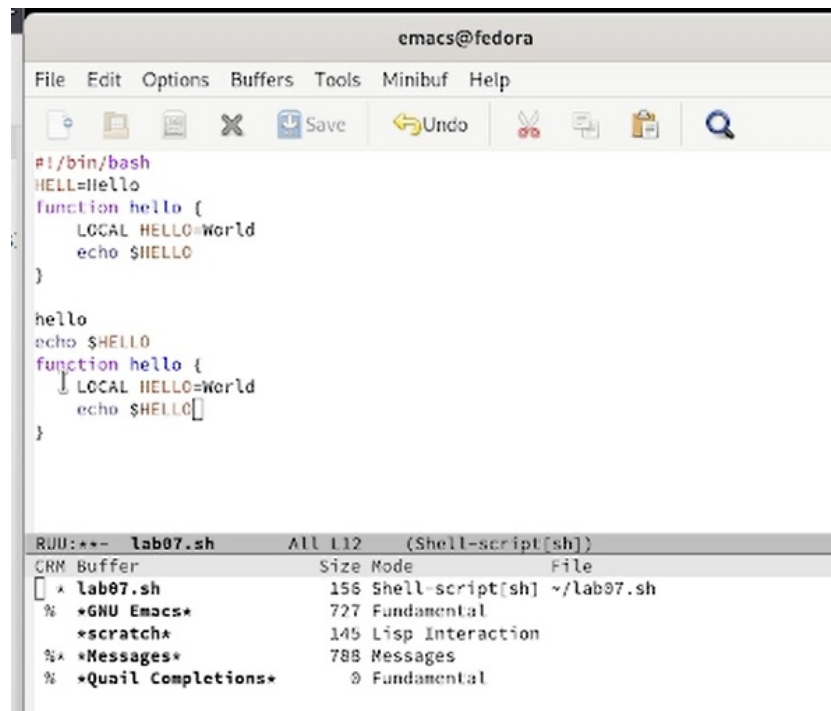 emacs@fedora
File Edit Options Buffers Tools Minibuf Help
Save Undo
#!/bin/bash
HELL=Hello
function hello {
    LOCAL HELLO=World
    echo $HELLO
}
hello
echo $HELLO
function hello {
    LOCAL HELLO=World
    echo $HELLO
}
RUU:**- lab07.sh All L12 (Shell-script[sh])
CRM Buffer Size Mode File
* lab07.sh 156 Shell-script[sh] ~/lab07.sh
% *GNU Emacs* 727 Fundamental
*scratch* 145 Lisp Interaction
%* *Messages* 788 Messages
% *Quail Completions* 0 Fundamental